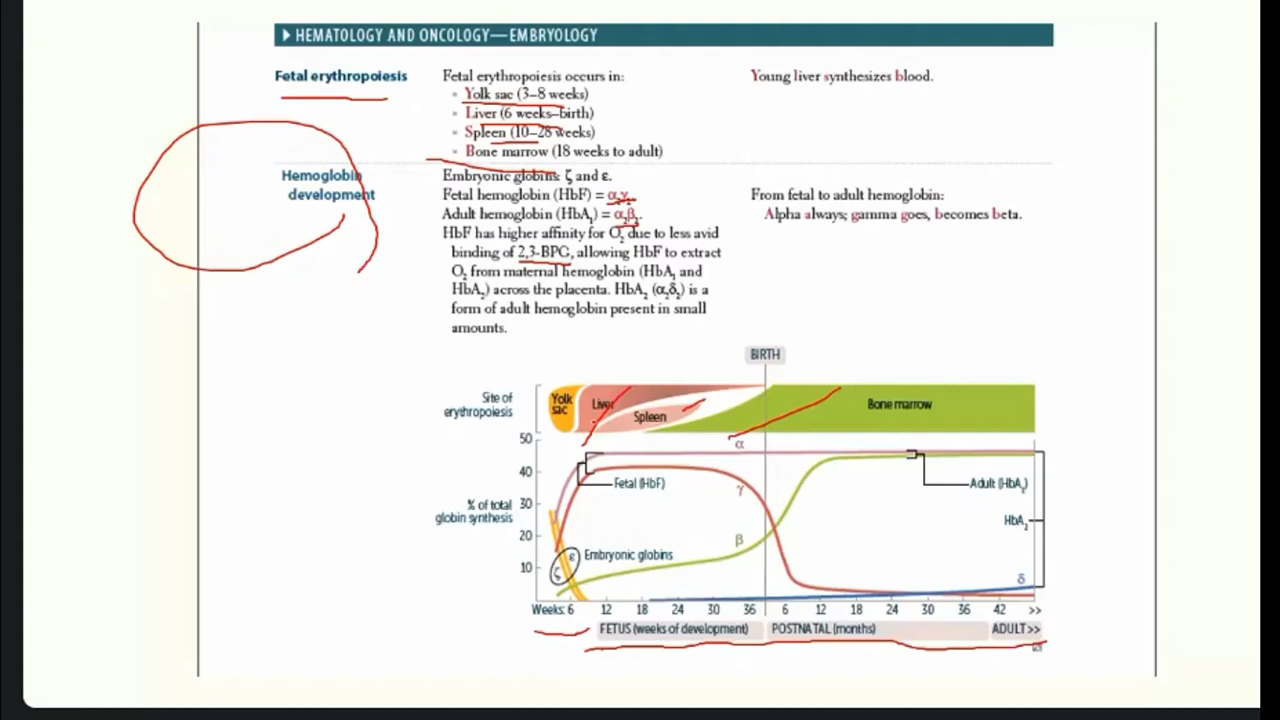 ▶ HEMATOLOGY AND ONCOLOGY—EMBRYOLOGY
Fetal erythropoiesis
Fetal erythropoiesis occurs in:
▪ Yolk sac (3–8 weeks)
▪ Liver (6 weeks–birth)
▪ Spleen (10–28 weeks)
▪ Bone marrow (18 weeks to adult)
Young liver synthesizes blood.
Hemoglobin
development
Embryonic globins: ζ and ε.
Fetal hemoglobin (HbF) = α₂γ₂.
Adult hemoglobin (HbA₁) = α₂β₂.
HbF has higher affinity for O₂ due to less avid
binding of 2,3-BPG, allowing HbF to extract
O₂ from maternal hemoglobin (HbA₁ and
HbA₂) across the placenta. HbA₂ (α₂δ₂) is a
form of adult hemoglobin present in small
amounts.
From fetal to adult hemoglobin:
Alpha always; gamma goes, becomes beta.
BIRTH
Site of
erythropoiesis
Yolk
sac
Liver
Spleen
Bone marrow
% of total
globin synthesis
50
40
30
20
10
α
Fetal (HbF)
γ
β
Adult (HbA₁)
HbA₂
ε
ζ
Embryonic globins
δ
Weeks: 6 12 18 24 30 36 6 12 18 24 30 36 42 >>
FETUS (weeks of development) POSTNATAL (months) ADULT >>